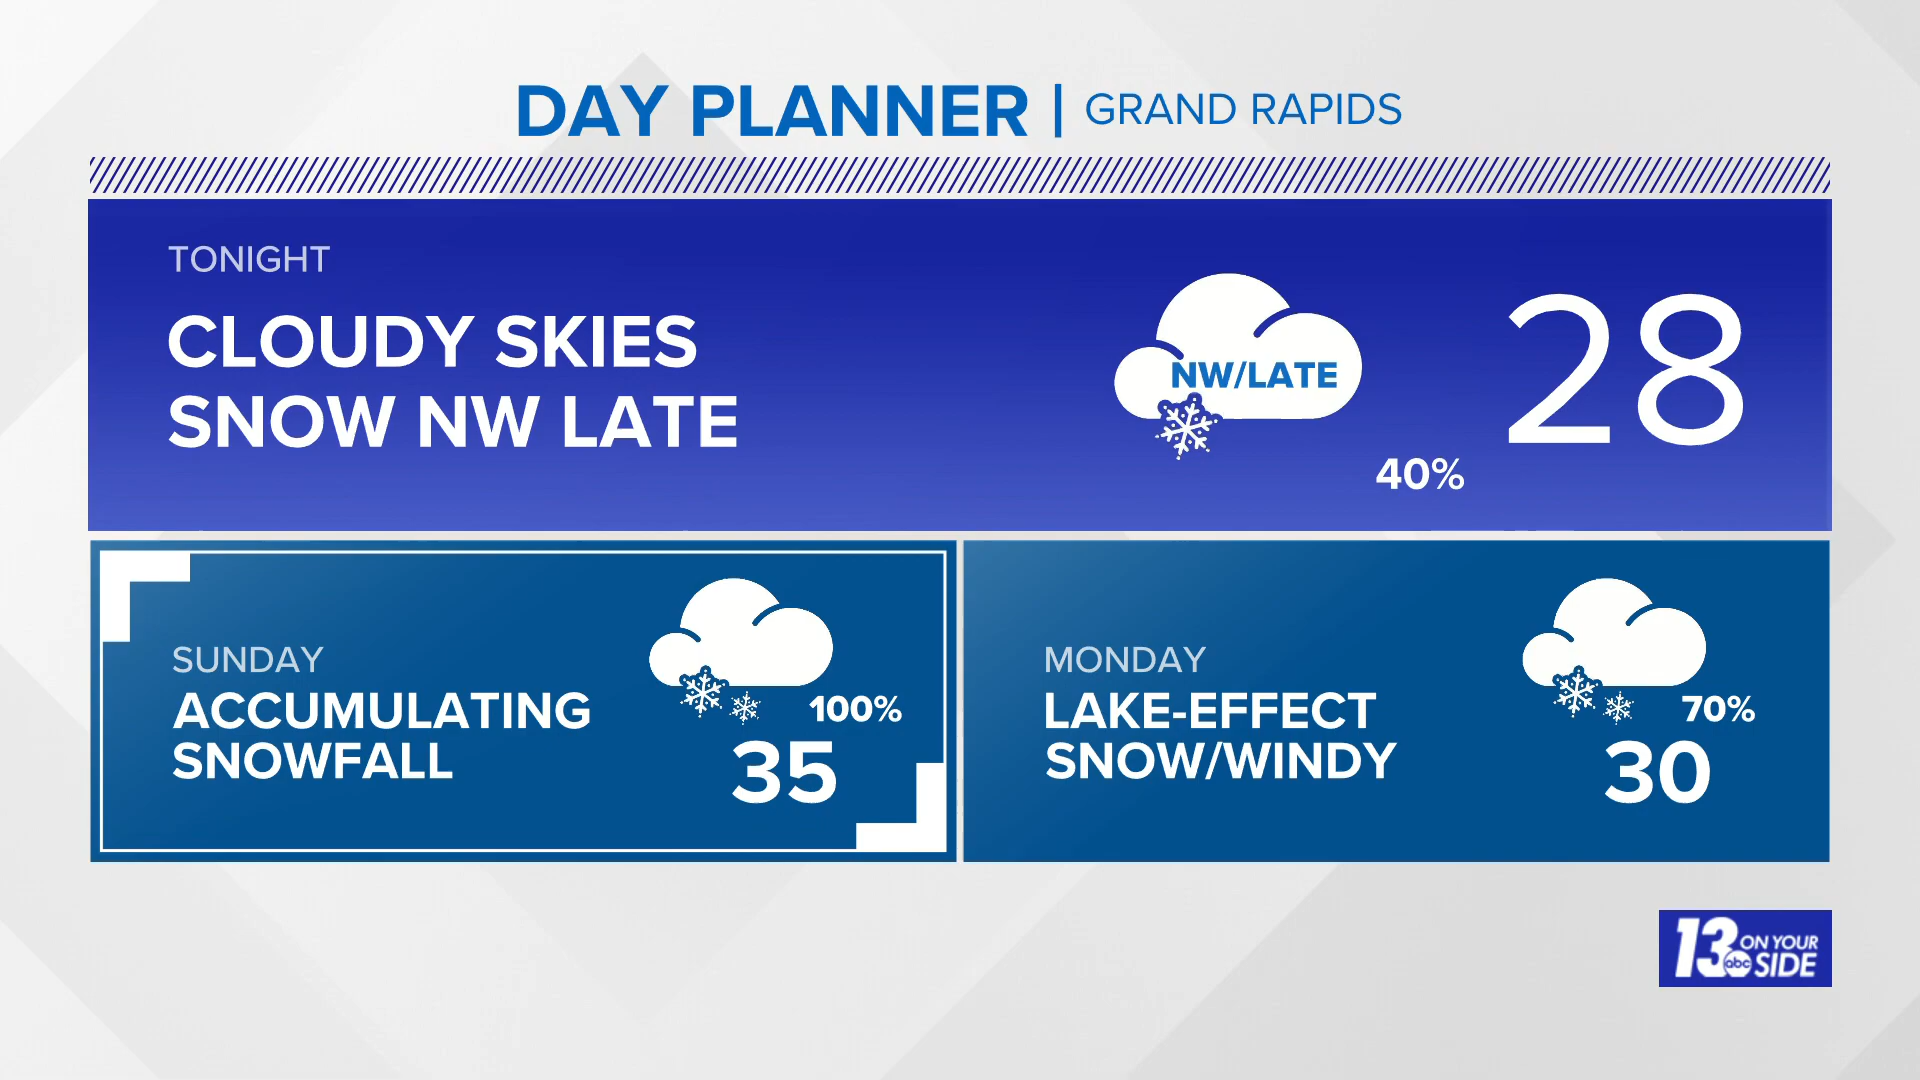 DAY PLANNER | GRAND RAPIDS
TONIGHT
CLOUDY SKIES
SNOW NW LATE
NW/LATE
40%
28
SUNDAY
ACCUMULATING
SNOWFALL
100%
35
MONDAY
LAKE-EFFECT
SNOW/WINDY
70%
30
13 ON YOUR
abc SIDE